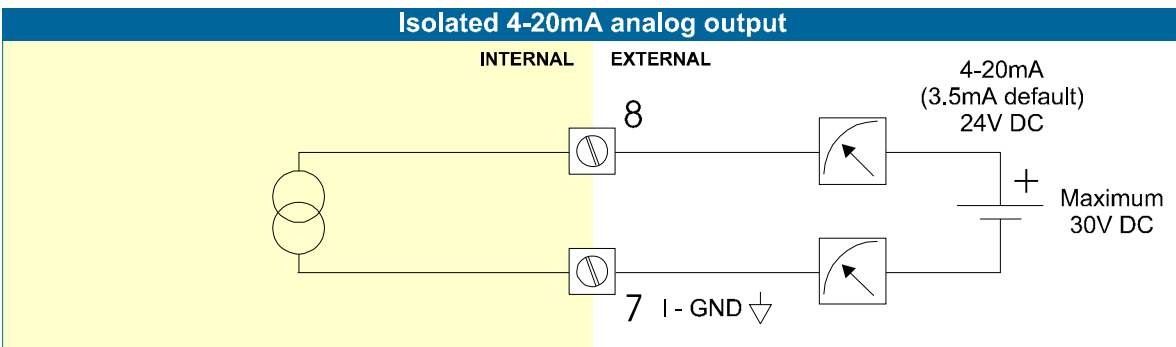 Isolated 4-20mA analog output
INTERNAL
EXTERNAL
4-20mA
(3.5mA default)
24V DC
8
+
Maximum
30V DC
7
I - GND